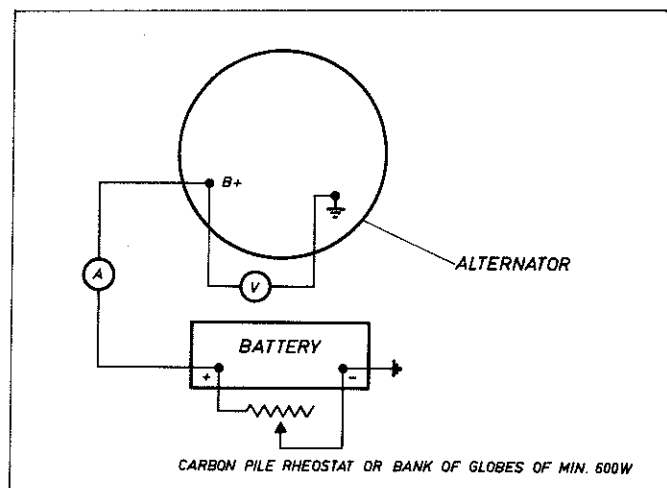 B+
ALTERNATOR
A
V
BATTERY
+ -
CARBON PILE RHEOSTAT OR BANK OF GLOBES OF MIN. 600W